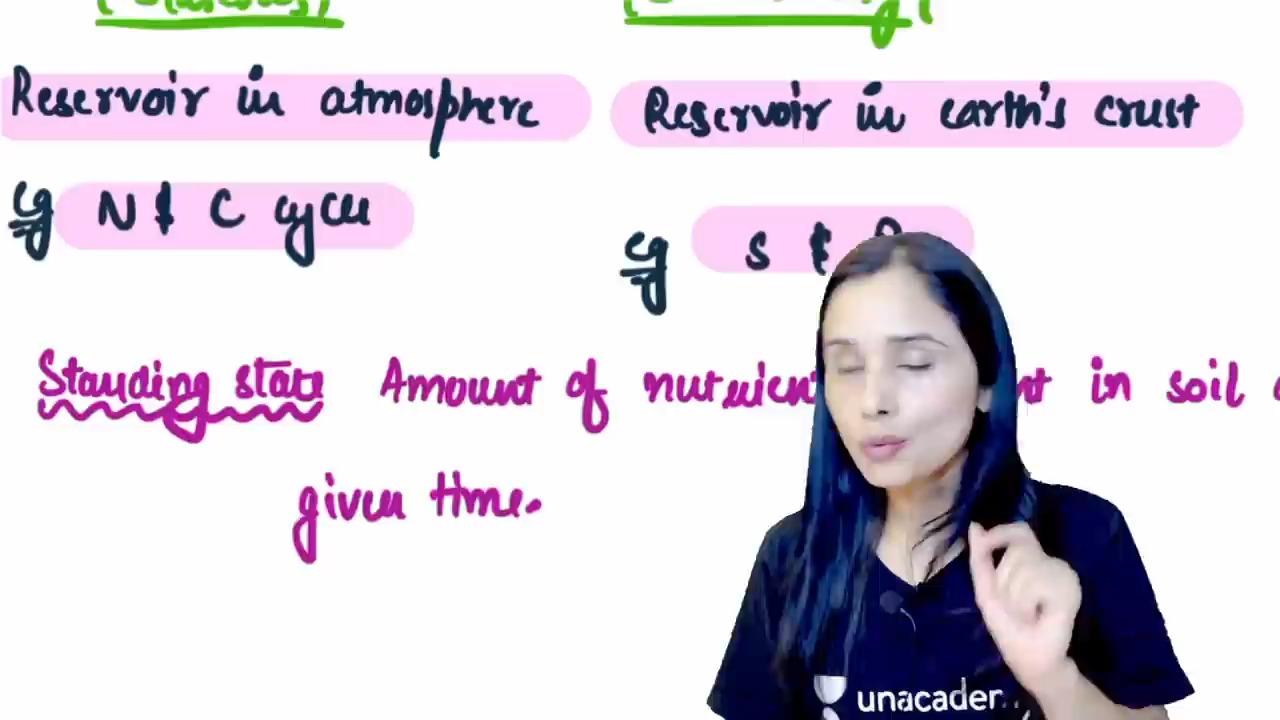 Reservoir in atmosphere
Reservoir in earth's crust
eg N & C cycle
eg S &
Standing state Amount of nutrient in soil
given time.
unacadem